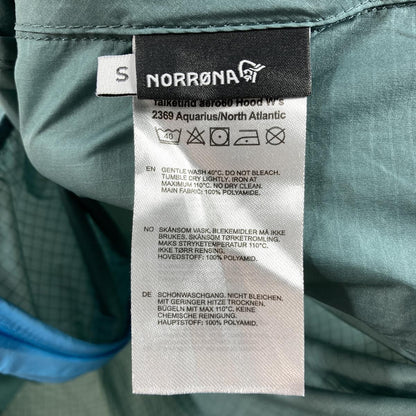 S
NORRØNA
falketind aero60 Hood W's
2369 Aquarius/North Atlantic
40
EN
GENTLE WASH 40°C. DO NOT BLEACH.
TUMBLE DRY LIGHTLY. IRON AT
MAXIMUM 110°C. NO DRY CLEAN.
MAIN FABRIC: 100% POLYAMIDE.
NO
SKÅNSOM VASK. BLEKEMIDLER MÅ IKKE
BRUKES. SKÅNSOM TØRKETROMLING.
MAKS STRYKETEMPERATUR 110°C.
IKKE TØRR RENSING.
HOVEDSTOFF: 100% POLYAMID.
DE
SCHONWASCHGANG. NICHT BLEICHEN.
MIT GERINGER HITZE TROCKNEN.
BÜGELN MIT MAX 110°C. KEINE
CHEMISCHE REINIGUNG.
HAUPTSTOFF: 100% POLYAMID.